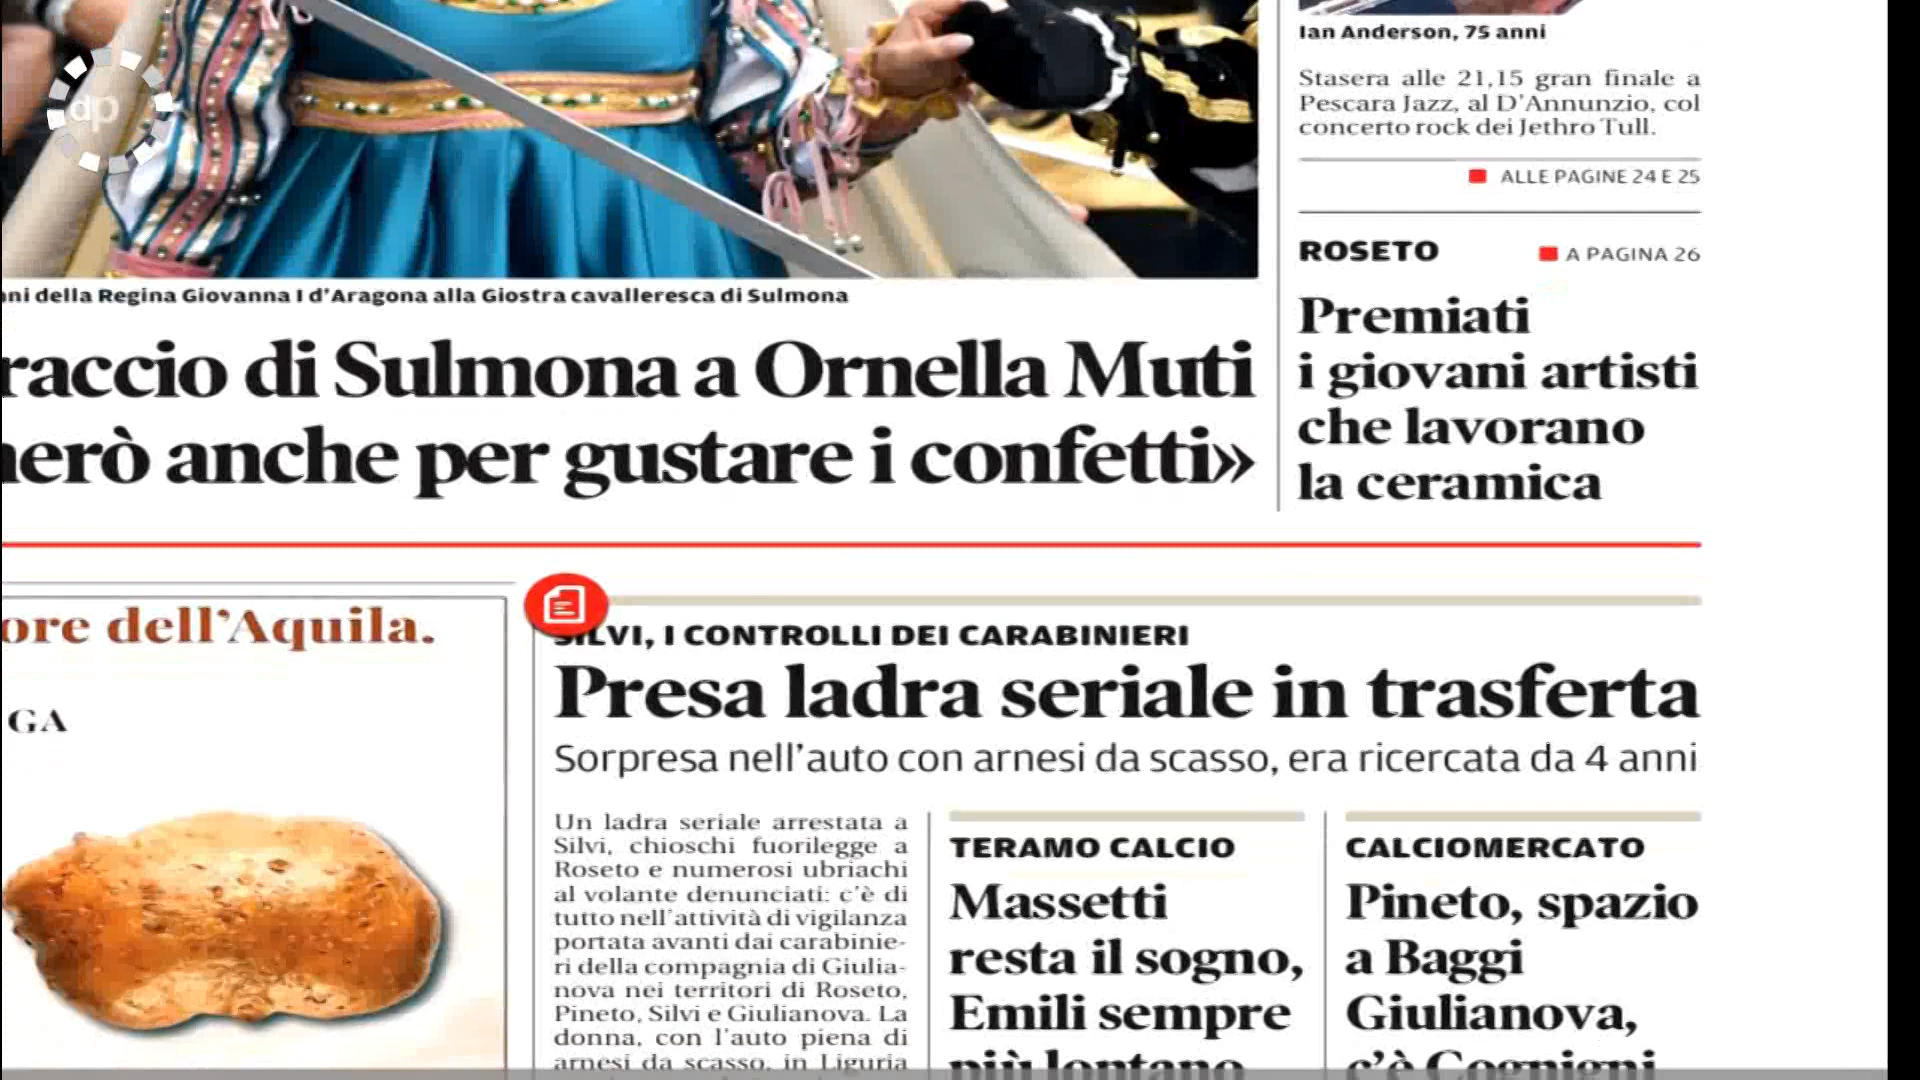 dp
Ian Anderson, 75 anni
Stasera alle 21,15 gran finale a
Pescara Jazz, al D'Annunzio, col
concerto rock dei Jethro Tull.
ALLE PAGINE 24 E 25
ROSETO
A PAGINA 26
Premiati
i giovani artisti
che lavorano
la ceramica
della Regina Giovanna I d'Aragona alla Giostra cavalleresca di Sulmona
di Sulmona a Ornella Muti
anche per gustare i confetti»
dell'Aquila.
GA
SILVI, I CONTROLLI DEI CARABINIERI
Presa ladra seriale in trasferta
Sorpresa nell'auto con arnesi da scasso, era ricercata da 4 anni
Un ladra seriale arrestata a
Silvi, chioschi fuorilegge a
Roseto e numerosi ubriachi
al volante denunciati: c'è di
tutto nell'attività di vigilanza
portata avanti dai carabinie-
ri della compagnia di Giulia-
nova nei territori di Roseto,
Pineto, Silvi e Giulianova. La
donna, con l'auto piena di
arnesi da scasso, in Liguria
TERAMO CALCIO
Massetti
resta il sogno,
Emili sempre
più lontano
CALCIOMERCATO
Pineto, spazio
a Baggi
Giulianova,
c'è Cognigni